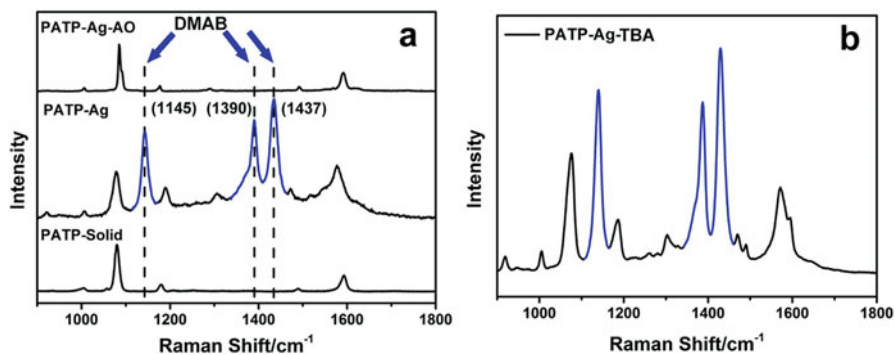 PATP-Ag-AO
DMAB
a
PATP-Ag
(1145)
(1390)
(1437)
PATP-Solid
Intensity
1000
1200
1400
1600
1800
Raman Shift/cm⁻¹
PATP-Ag-TBA
b
Intensity
1000
1200
1400
1600
1800
Raman Shift/cm⁻¹